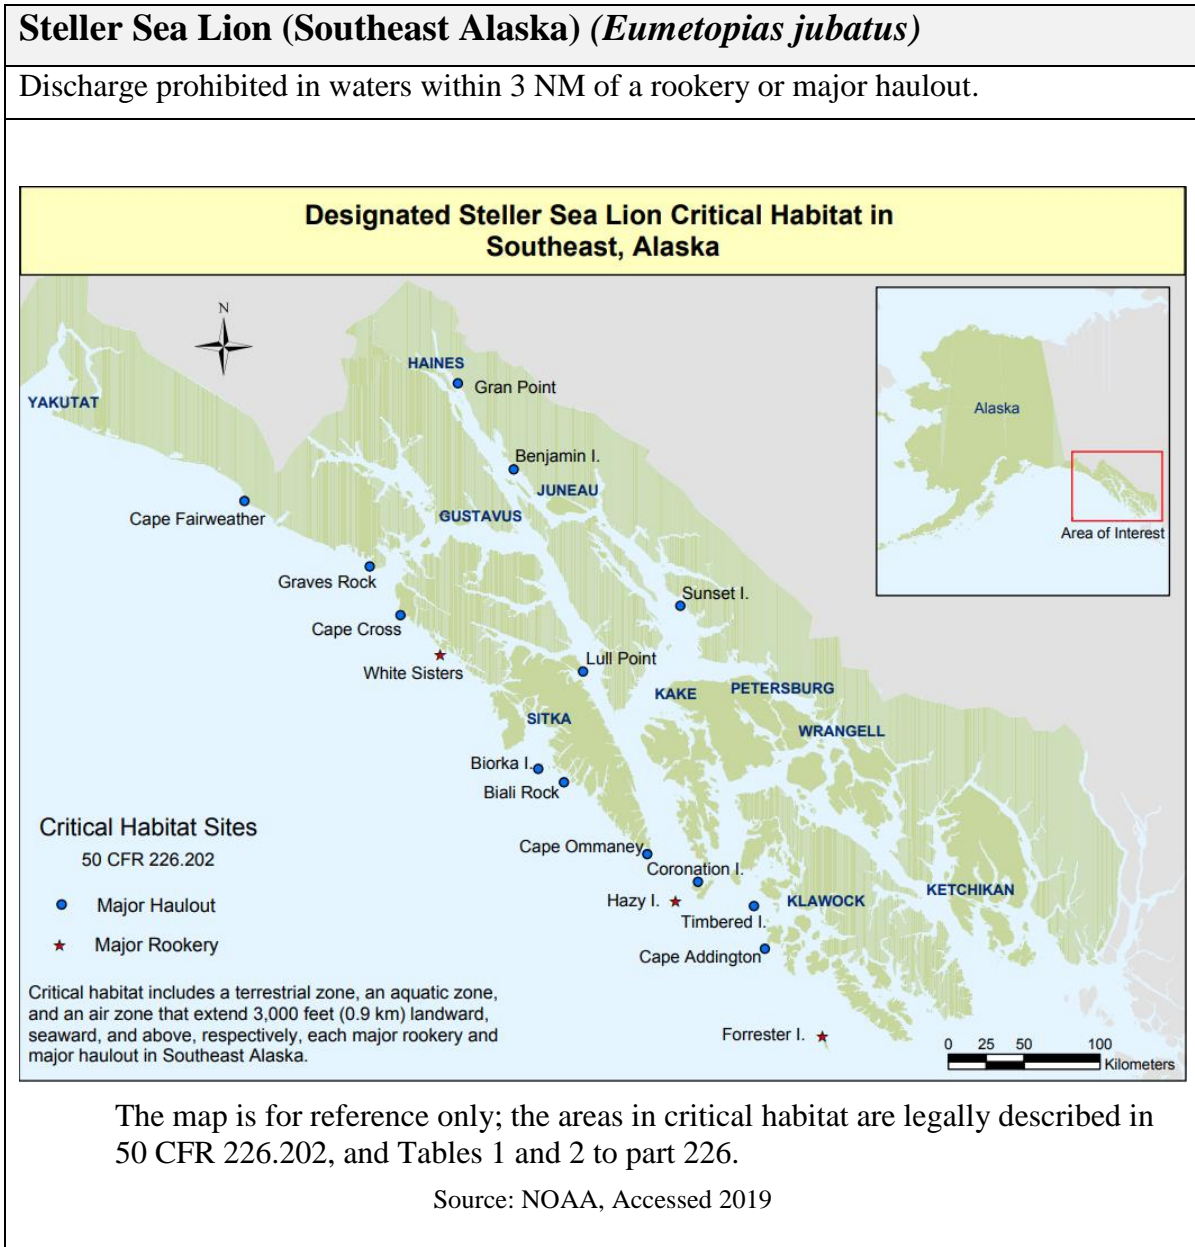 Steller Sea Lion (Southeast Alaska) (Eumetopias jubatus)
Discharge prohibited in waters within 3 NM of a rookery or major haulout.
Designated Steller Sea Lion Critical Habitat in
Southeast, Alaska
N
HAINES
Gran Point
YAKUTAT
Alaska
Benjamin I.
JUNEAU
Cape Fairweather
GUSTAVUS
Area of Interest
Graves Rock
Sunset I.
Cape Cross
Lull Point
White Sisters
KAKE
PETERSBURG
SITKA
WRANGELL
Biorka I.
Biali Rock
Critical Habitat Sites
50 CFR 226.202
Cape Ommaney
Coronation I.
Major Haulout
Hazy I.
KLAWOCK
KETCHIKAN
Timbered I.
Major Rookery
Cape Addington
Critical habitat includes a terrestrial zone, an aquatic zone,
and an air zone that extend 3,000 feet (0.9 km) landward,
seaward, and above, respectively, each major rookery and
major haulout in Southeast Alaska.
Forrester I.
0 25 50 100
Kilometers
The map is for reference only; the areas in critical habitat are legally described in
50 CFR 226.202, and Tables 1 and 2 to part 226.
Source: NOAA, Accessed 2019